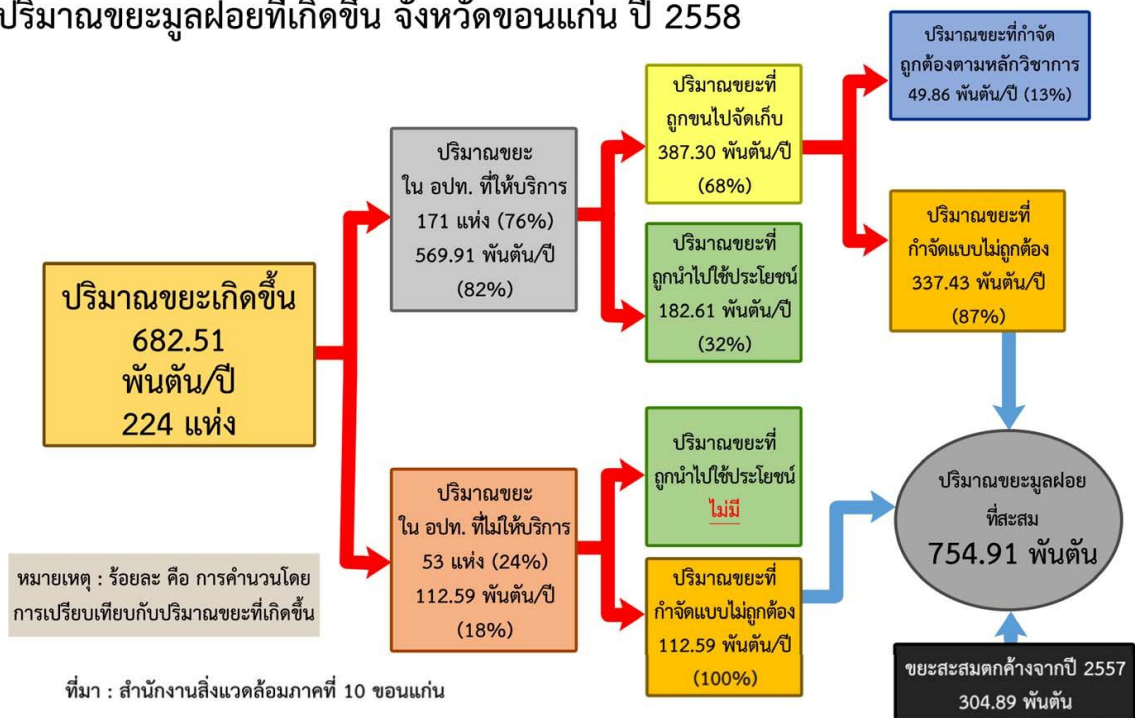 ปริมาณขยะมูลฝอยที่เกิดขึ้น จังหวัดขอนแก่น ปี 2558
ปริมาณขยะเกิดขึ้น
682.51
พันตัน/ปี
224 แห่ง
ปริมาณขยะ
ใน อปท. ที่ให้บริการ
171 แห่ง (76%)
569.91 พันตัน/ปี
(82%)
ปริมาณขยะที่
ถูกขนไปจัดเก็บ
387.30 พันตัน/ปี
(68%)
ปริมาณขยะที่กำจัด
ถูกต้องตามหลักวิชาการ
49.86 พันตัน/ปี (13%)
ปริมาณขยะที่
กำจัดแบบไม่ถูกต้อง
337.43 พันตัน/ปี
(87%)
ปริมาณขยะที่
ถูกนำไปใช้ประโยชน์
182.61 พันตัน/ปี
(32%)
ปริมาณขยะ
ใน อปท. ที่ไม่ให้บริการ
53 แห่ง (24%)
112.59 พันตัน/ปี
(18%)
ปริมาณขยะที่
ถูกนำไปใช้ประโยชน์
ไม่มี
ปริมาณขยะที่
กำจัดแบบไม่ถูกต้อง
112.59 พันตัน/ปี
(100%)
ปริมาณขยะมูลฝอย
ที่สะสม
754.91 พันตัน
ขยะสะสมตกค้างจากปี 2557
304.89 พันตัน
หมายเหตุ : ร้อยละ คือ การคำนวนโดย
การเปรียบเทียบกับปริมาณขยะที่เกิดขึ้น
ที่มา : สำนักงานสิ่งแวดล้อมภาคที่ 10 ขอนแก่น